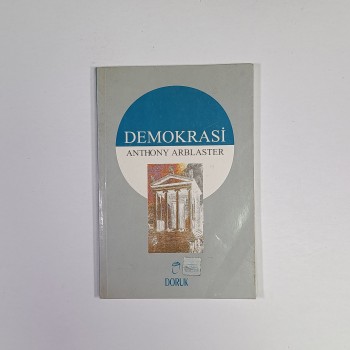 DEMOKRASİ
ANTHONY ARBLASTER
DORUK